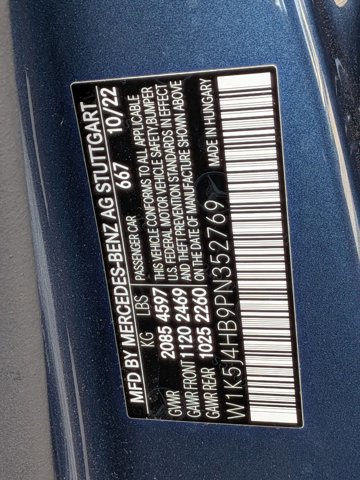 MFD BY MERCEDES-BENZ AG STUTTGART
667 10/22
PASSENGER CAR
THIS VEHICLE CONFORMS TO ALL APPLICABLE
U.S. FEDERAL MOTOR VEHICLE SAFETY BUMPER
AND THEFT PREVENTION STANDARDS IN EFFECT
ON THE DATE OF MANUFACTURE SHOWN ABOVE
KG LBS
GVWR 2085 4597
GAWR FRONT 1120 2469
GAWR REAR 1025 2260
MADE IN HUNGARY
W1K5J4HB9PN352769